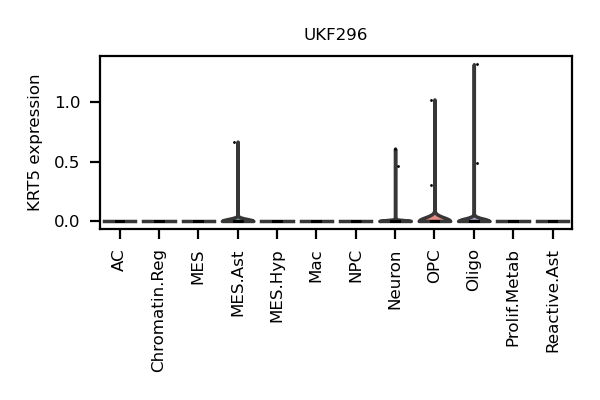 UKF296
KRT5 expression
1.0
0.5
0.0
AC
Chromatin.Reg
MES
MES.Ast
MES.Hyp
Mac
NPC
Neuron
OPC
Oligo
Prolif.Metab
Reactive.Ast